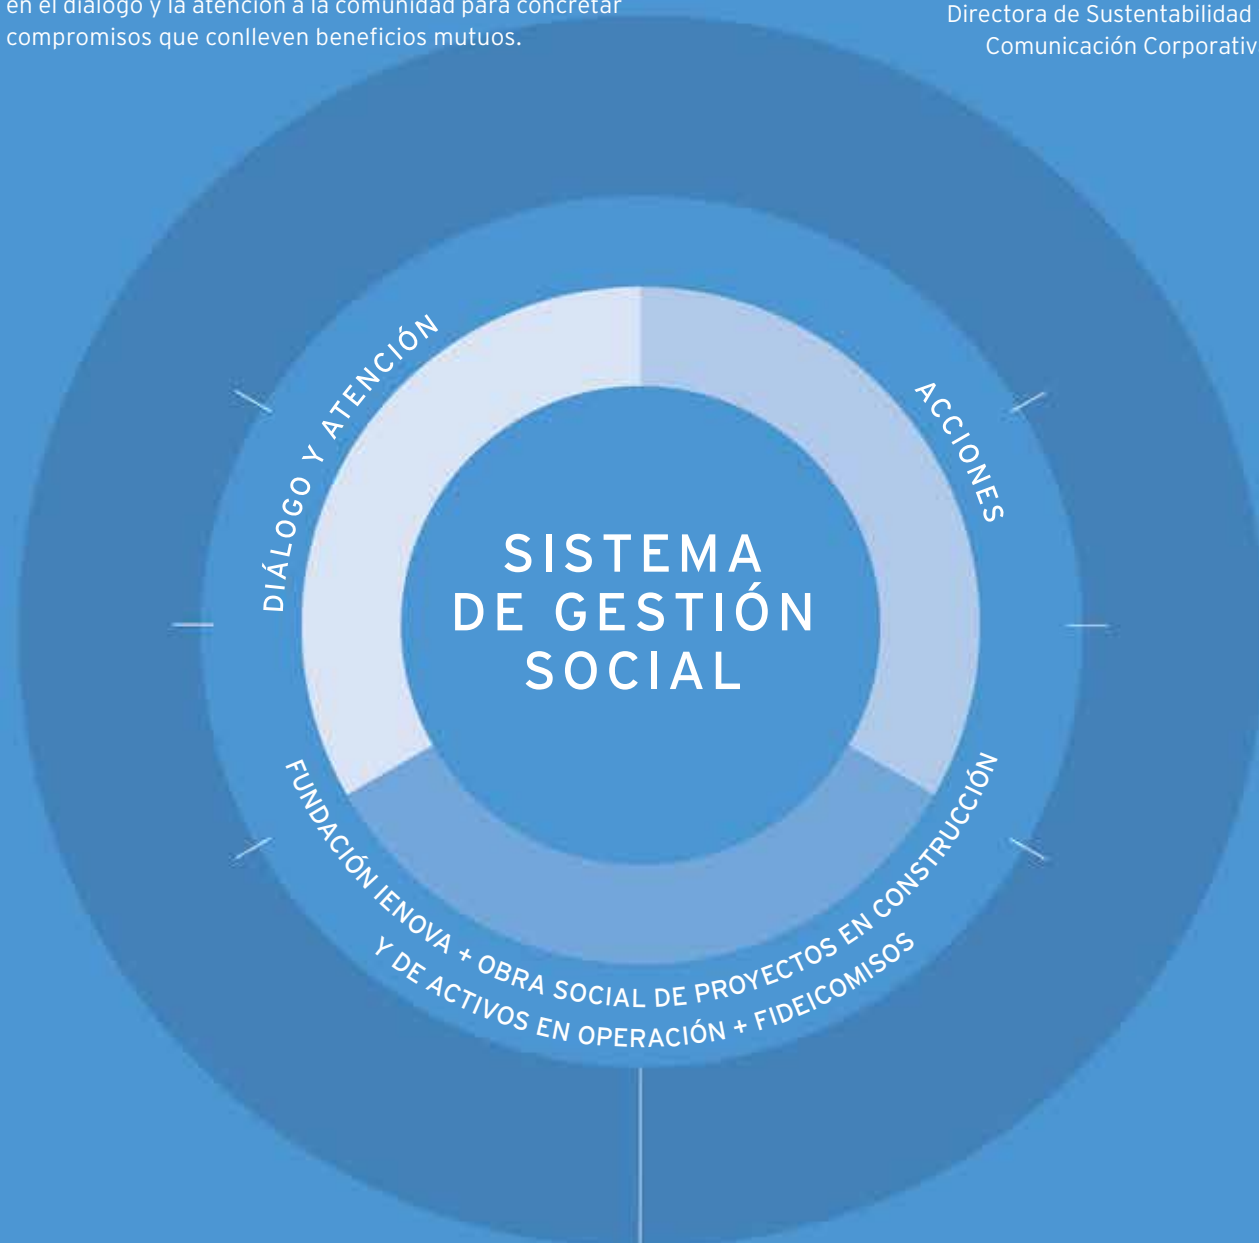 en el diálogo y la atención a la comunidad para concretar
compromisos que conlleven beneficios mutuos.
Directora de Sustentabilidad
Comunicación Corporativ
DIÁLOGO Y ATENCIÓN
ACCIONES
SISTEMA
DE GESTIÓN
SOCIAL
FUNDACIÓN IENOVA + OBRA SOCIAL DE PROYECTOS EN CONSTRUCCIÓN
Y DE ACTIVOS EN OPERACIÓN + FIDEICOMISOS